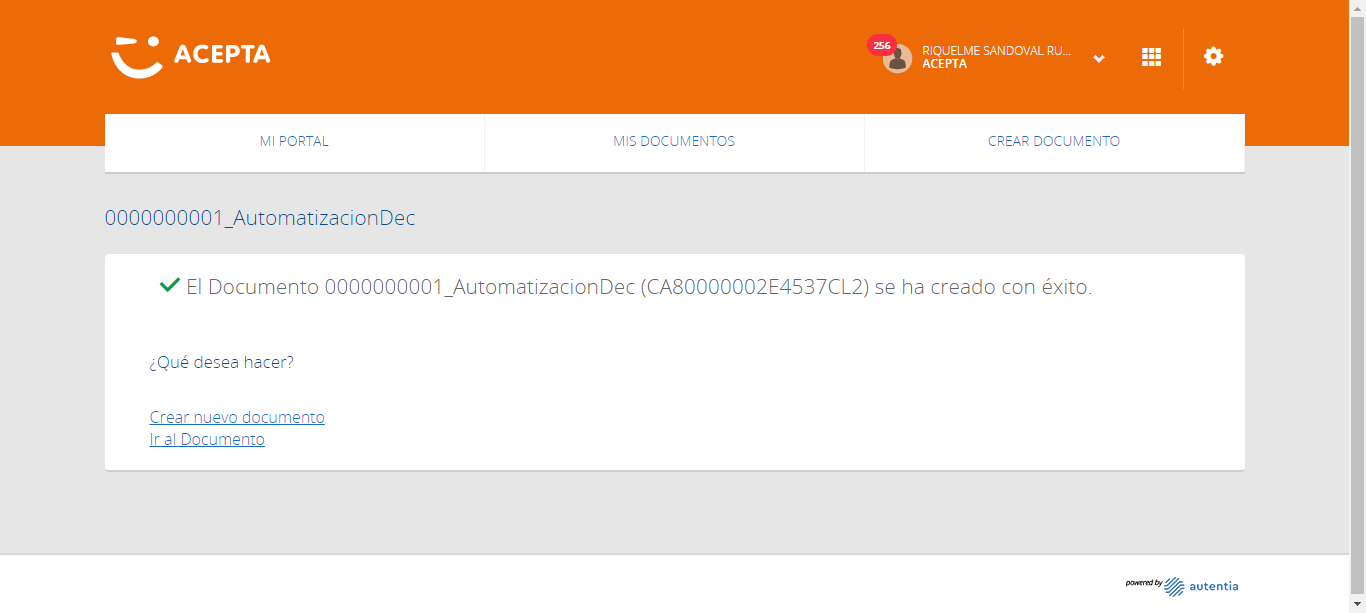 ACEPTA
256
RIQUELME SANDOVAL RU...
ACEPTA
MI PORTAL
MIS DOCUMENTOS
CREAR DOCUMENTO
0000000001_AutomatizacionDec
El Documento 0000000001_AutomatizacionDec (CA80000002E4537CL2) se ha creado con éxito.
¿Qué desea hacer?
Crear nuevo documento
Ir al Documento
powered by autentia